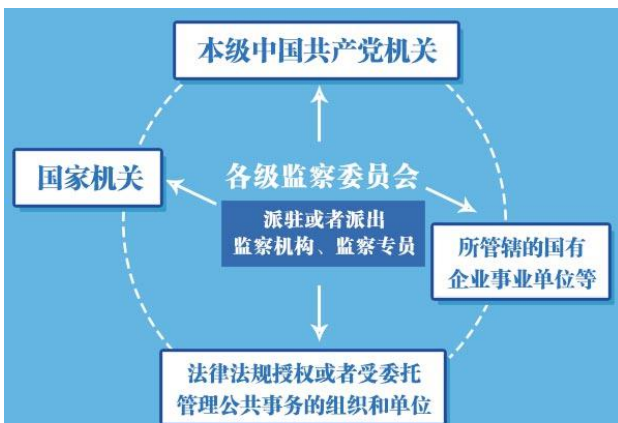 本级中国共产党机关
国家机关
各级监察委员会
派驻或者派出
监察机构、监察专员
所管辖的国有
企业事业单位等
法律法规授权或者受委托
管理公共事务的组织和单位